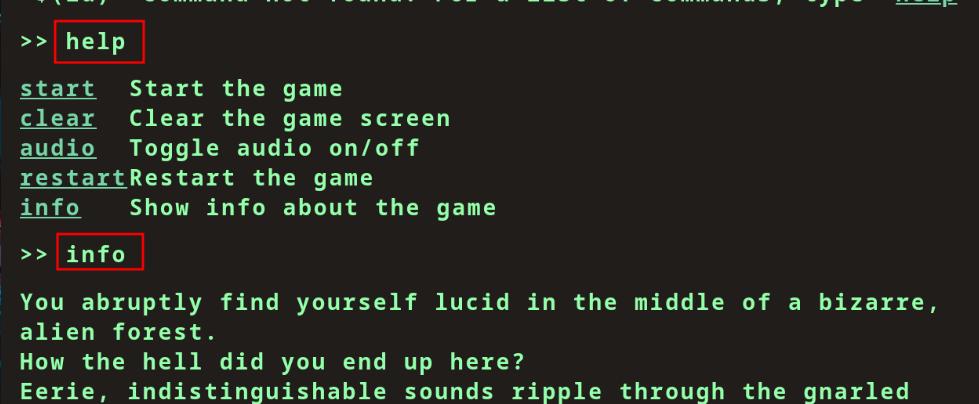 $(id)' command not found. For a list of commands, type 'help'
>> help
start Start the game
clear Clear the game screen
audio Toggle audio on/off
restart Restart the game
info Show info about the game
>> info
You abruptly find yourself lucid in the middle of a bizarre,
alien forest.
How the hell did you end up here?
Eerie, indistinguishable sounds ripple through the gnarled